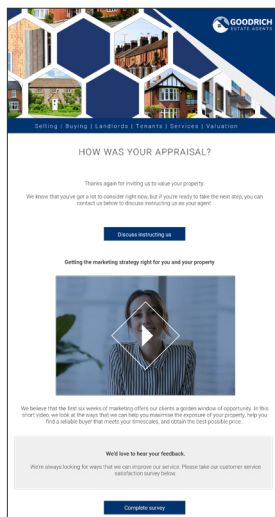 GOODRICH
ESTATE AGENTS
Selling | Buying | Landlords | Tenants | Services | Valuation
HOW WAS YOUR APPRAISAL?
Thanks again for inviting us to value your property.
We know that you've got a lot to consider right now, but if you're ready to take the next step, you can
contact us below to discuss instructing us as your agent.
Discuss instructing us
Getting the marketing strategy right for you and your property
We believe that the first six weeks of marketing offers our clients a golden window of opportunity. In this
short video, we look at the ways that we can help you maximise the exposure of your property, help you
find a reliable buyer that meets your timescales, and obtain the best possible price.
We'd love to hear your feedback.
We're always looking for ways that we can improve our service. Please take our customer service
satisfaction survey below.
Complete survey